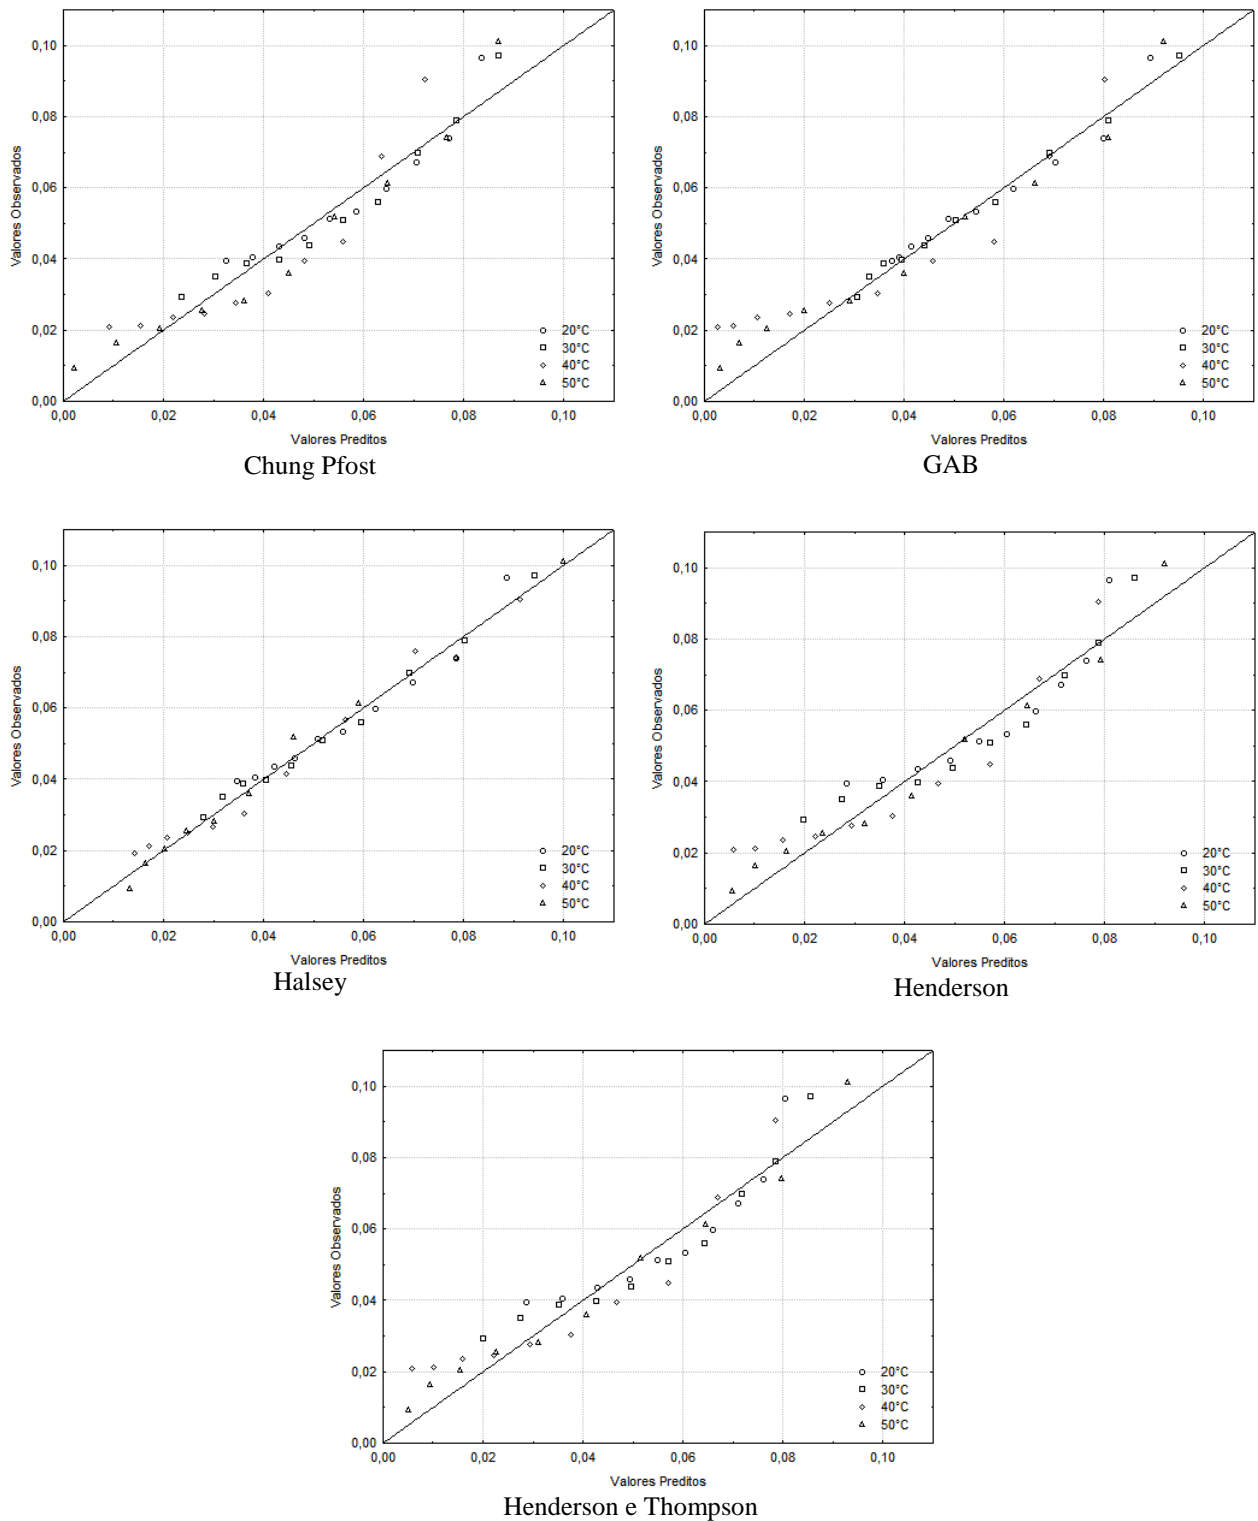 0,10
0,08
0,06
0,04
0,02
0,00
Valores Observados
20°C
30°C
40°C
50°C
0,00 0,02 0,04 0,06 0,08 0,10
Valores Preditos
Chung Pfost
0,10
0,08
0,06
0,04
0,02
0,00
Valores Observados
20°C
30°C
40°C
50°C
0,00 0,02 0,04 0,06 0,08 0,10
Valores Preditos
GAB
0,10
0,08
0,06
0,04
0,02
0,00
Valores Observados
20°C
30°C
40°C
50°C
0,00 0,02 0,04 0,06 0,08 0,10
Valores Preditos
Halsey
0,10
0,08
0,06
0,04
0,02
0,00
Valores Observados
20°C
30°C
40°C
50°C
0,00 0,02 0,04 0,06 0,08 0,10
Valores Preditos
Henderson
0,10
0,08
0,06
0,04
0,02
0,00
Valores Observados
20°C
30°C
40°C
50°C
0,00 0,02 0,04 0,06 0,08 0,10
Valores Preditos
Henderson e Thompson